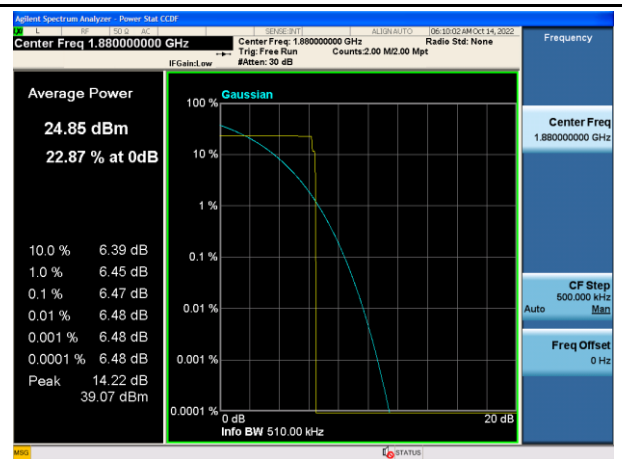 Agilent Spectrum Analyzer - Power Stat CCDF
L RF 50 Ω AC SENSE:INT ALIGN AUTO 06:10:02 AM Oct 14, 2022
Center Freq 1.880000000 GHz
Center Freq: 1.880000000 GHz Radio Std: None
Trig: Free Run Counts:2.00 M/2.00 Mpt
IFGain:Low #Atten: 30 dB
Frequency
Average Power
24.85 dBm
22.87 % at 0dB
10.0 % 6.39 dB
1.0 % 6.45 dB
0.1 % 6.47 dB
0.01 % 6.48 dB
0.001 % 6.48 dB
0.0001 % 6.48 dB
Peak 14.22 dB
39.07 dBm
Gaussian
100 %
10 %
1 %
0.1 %
0.01 %
0.001 %
0.0001 %
0 dB 20 dB
Info BW 510.00 kHz
Center Freq
1.880000000 GHz
CF Step
500.000 kHz
Auto Man
Freq Offset
0 Hz
MSG STATUS